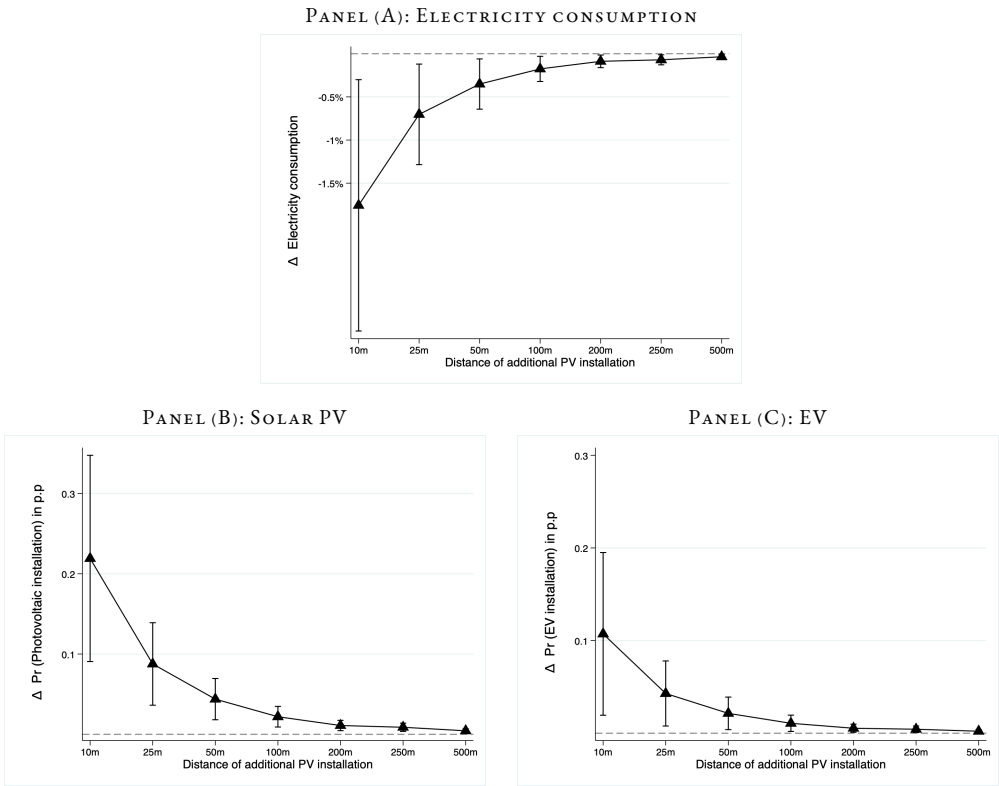 Panel (A): Electricity consumption
Δ Electricity consumption
-0.5%
-1%
-1.5%
10m 25m 50m 100m 200m 250m 500m
Distance of additional PV installation
Panel (B): Solar PV
Δ Pr (Photovoltaic installation) in p.p
0.3
0.2
0.1
10m 25m 50m 100m 200m 250m 500m
Distance of additional PV installation
Panel (C): EV
Δ Pr (EV installation) in p.p
0.3
0.2
0.1
10m 25m 50m 100m 200m 250m 500m
Distance of additional PV installation